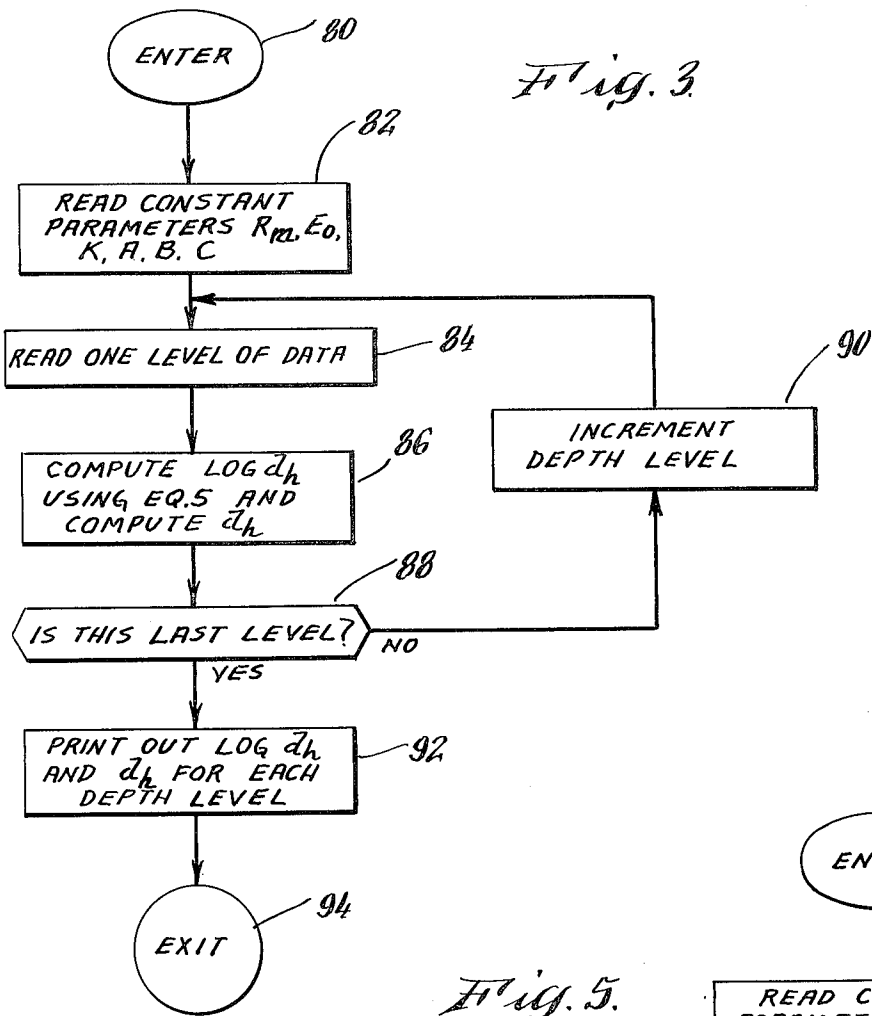 80
ENTER
Fig. 3.
82
READ CONSTANT
PARAMETERS Rm, Eo,
K, A, B, C
READ ONE LEVEL OF DATA
84
90
INCREMENT
DEPTH LEVEL
86
COMPUTE LOG dh
USING EQ.5 AND
COMPUTE dh
88
IS THIS LAST LEVEL?
NO
YES
PRINT OUT LOG dh
AND dh FOR EACH
DEPTH LEVEL
92
94
EXIT
EN
Fig. 5.
READ C